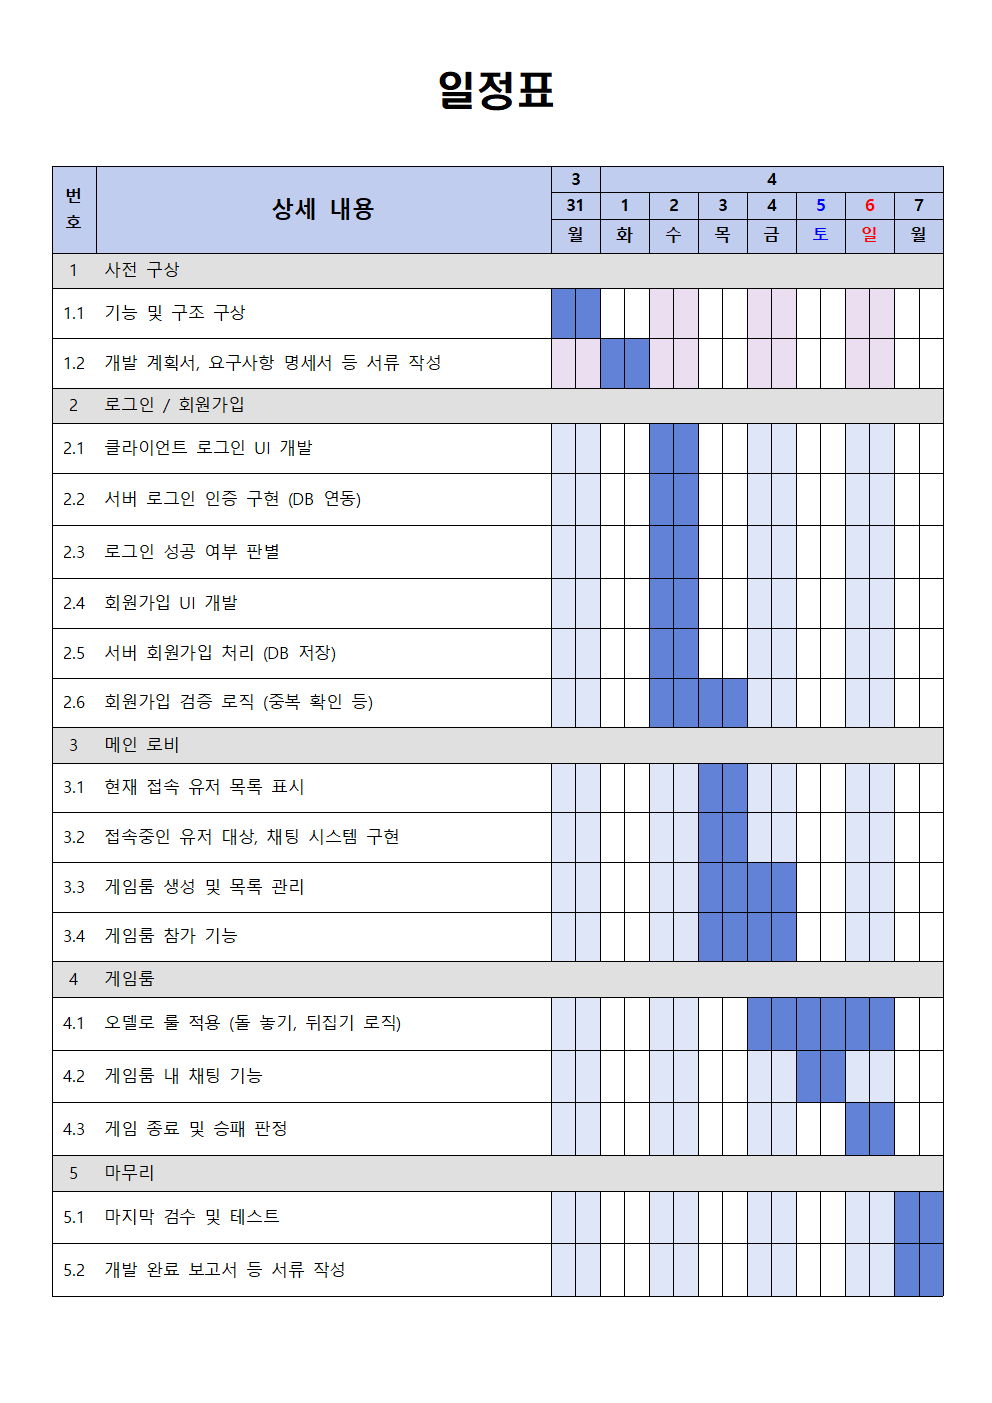 일정표
번호 상세 내용 3 4
31 1 2 3 4 5 6 7
월 화 수 목 금 토 일 월
1 사전 구상
1.1 기능 및 구조 구상
1.2 개발 계획서, 요구사항 명세서 등 서류 작성
2 로그인 / 회원가입
2.1 클라이언트 로그인 UI 개발
2.2 서버 로그인 인증 구현 (DB 연동)
2.3 로그인 성공 여부 판별
2.4 회원가입 UI 개발
2.5 서버 회원가입 처리 (DB 저장)
2.6 회원가입 검증 로직 (중복 확인 등)
3 메인 로비
3.1 현재 접속 유저 목록 표시
3.2 접속중인 유저 대상, 채팅 시스템 구현
3.3 게임룸 생성 및 목록 관리
3.4 게임룸 참가 기능
4 게임룸
4.1 오델로 룰 적용 (돌 놓기, 뒤집기 로직)
4.2 게임룸 내 채팅 기능
4.3 게임 종료 및 승패 판정
5 마무리
5.1 마지막 검수 및 테스트
5.2 개발 완료 보고서 등 서류 작성